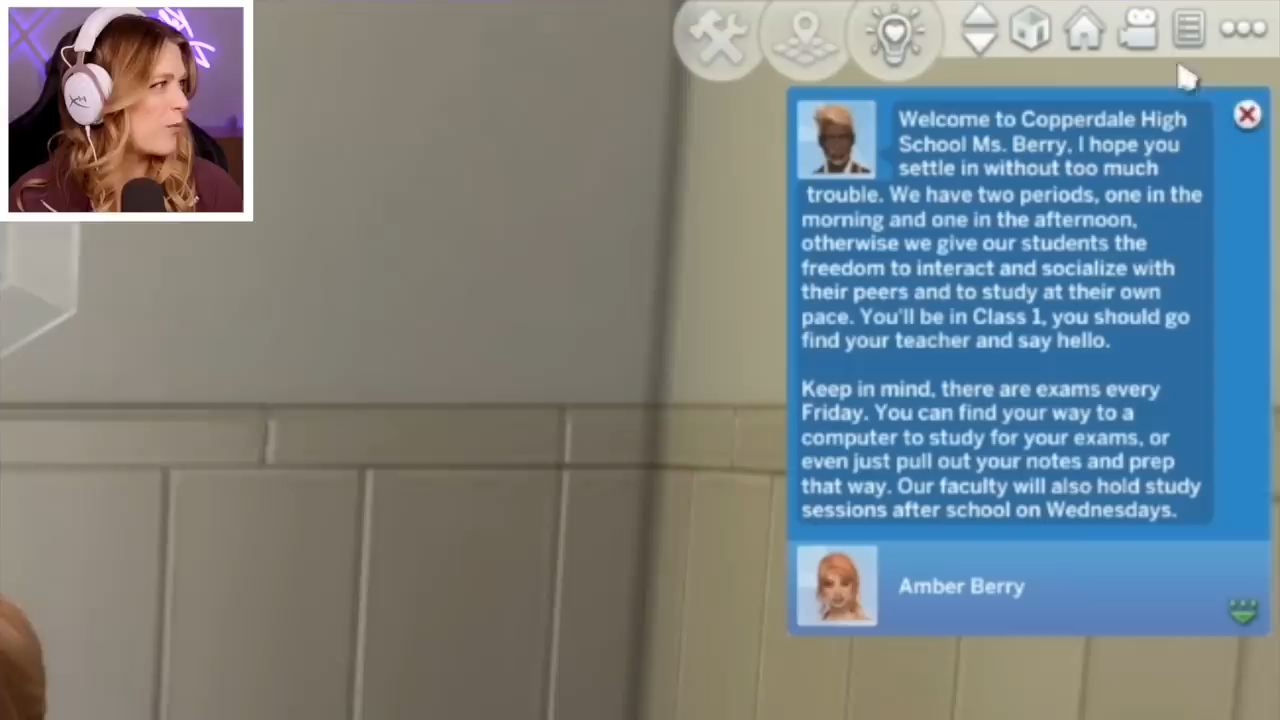 Welcome to Copperdale High
School Ms. Berry, I hope you
settle in without too much
trouble. We have two periods, one in the
morning and one in the afternoon,
otherwise we give our students the
freedom to interact and socialize with
their peers and to study at their own
pace. You'll be in Class 1, you should go
find your teacher and say hello.
Keep in mind, there are exams every
Friday. You can find your way to a
computer to study for your exams, or
even just pull out your notes and prep
that way. Our faculty will also hold study
sessions after school on Wednesdays.
Amber Berry